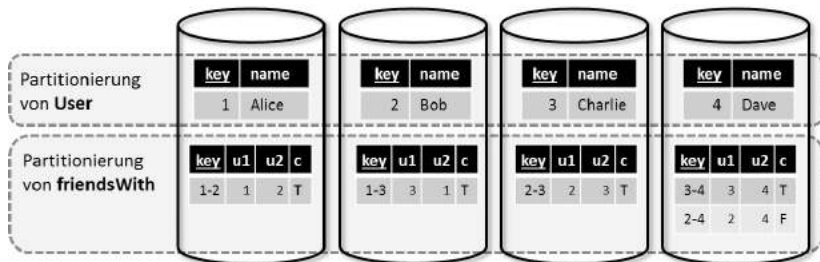 Partitionierung
von User
key name
1 Alice
key name
2 Bob
key name
3 Charlie
key name
4 Dave
Partitionierung
von friendsWith
key u1 u2 c
1-2 1 2 T
key u1 u2 c
1-3 3 1 T
key u1 u2 c
2-3 2 3 T
key u1 u2 c
3-4 3 4 T
2-4 2 4 F